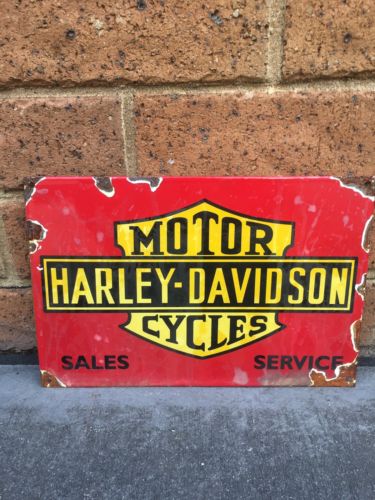 MOTOR
HARLEY-DAVIDSON
CYCLES
SALES SERVICE